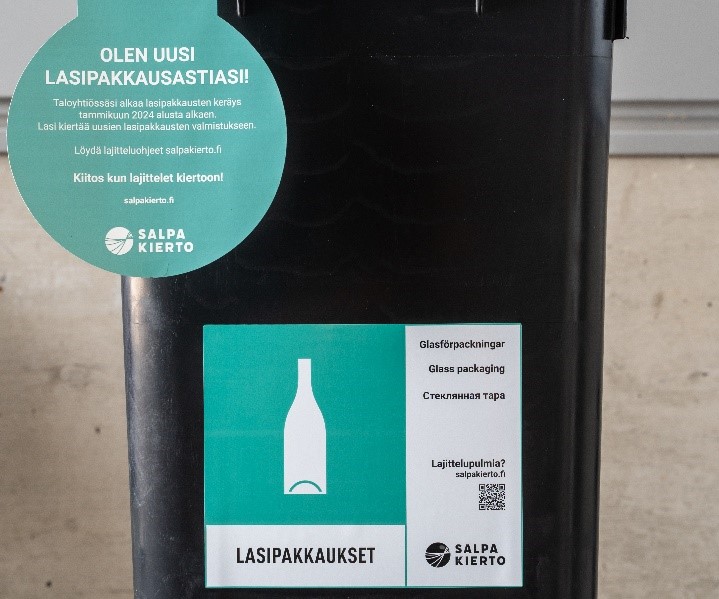 OLEN UUSI
LASIPAKKAUSASTIASI!
Taloyhtiössäsi alkaa lasipakkausten keräys
tammikuun 2024 alusta alkaen.
Lasi kiertää uusien lasipakkausten valmistukseen.
Löydä lajitteluohjeet salpakierto.fi
Kiitos kun lajittelet kiertoon!
salpakierto.fi
SALPA
KIERTO
Glasförpackningar
Glass packaging
Стеклянная тара
Lajittelupulmia?
salpakierto.fi
LASIPAKKAUKSET
SALPA
KIERTO